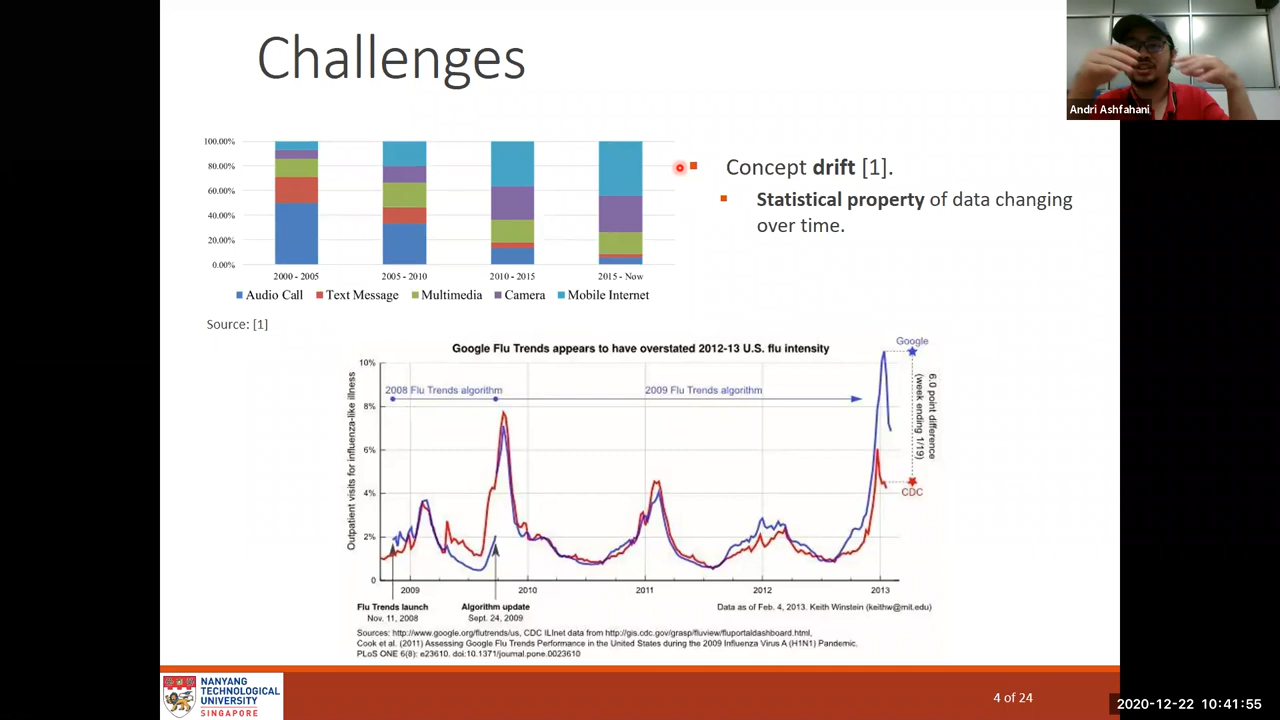 Challenges
Andri Ashfahani
100.00%
80.00%
60.00%
40.00%
20.00%
0.00%
2000 - 2005
2005 - 2010
2010 - 2015
2015 - Now
Audio Call
Text Message
Multimedia
Camera
Mobile Internet
Source: [1]
Concept drift [1].
Statistical property of data changing
over time.
Google Flu Trends appears to have overstated 2012-13 U.S. flu intensity
Google
10%
8%
6%
4%
2%
0
Outpatient visits for influenza-like illness
2008 Flu Trends algorithm
2009 Flu Trends algorithm
6.0 point difference
(week ending 1/19)
CDC
2009
2010
2011
2012
2013
Flu Trends launch
Nov. 11, 2008
Algorithm update
Sept. 24, 2009
Data as of Feb. 4, 2013. Keith Winstein (keithw@mit.edu)
Sources: http://www.google.org/flutrends/us, CDC ILInet data from http://gis.cdc.gov/grasp/fluview/fluportaldashboard.html,
Cook et al. (2011) Assessing Google Flu Trends Performance in the United States during the 2009 Influenza Virus A (H1N1) Pandemic.
PLoS ONE 6(8): e23610. doi:10.1371/journal.pone.0023610
NANYANG
TECHNOLOGICAL
UNIVERSITY
SINGAPORE
4 of 24
2020-12-22 10:41:55